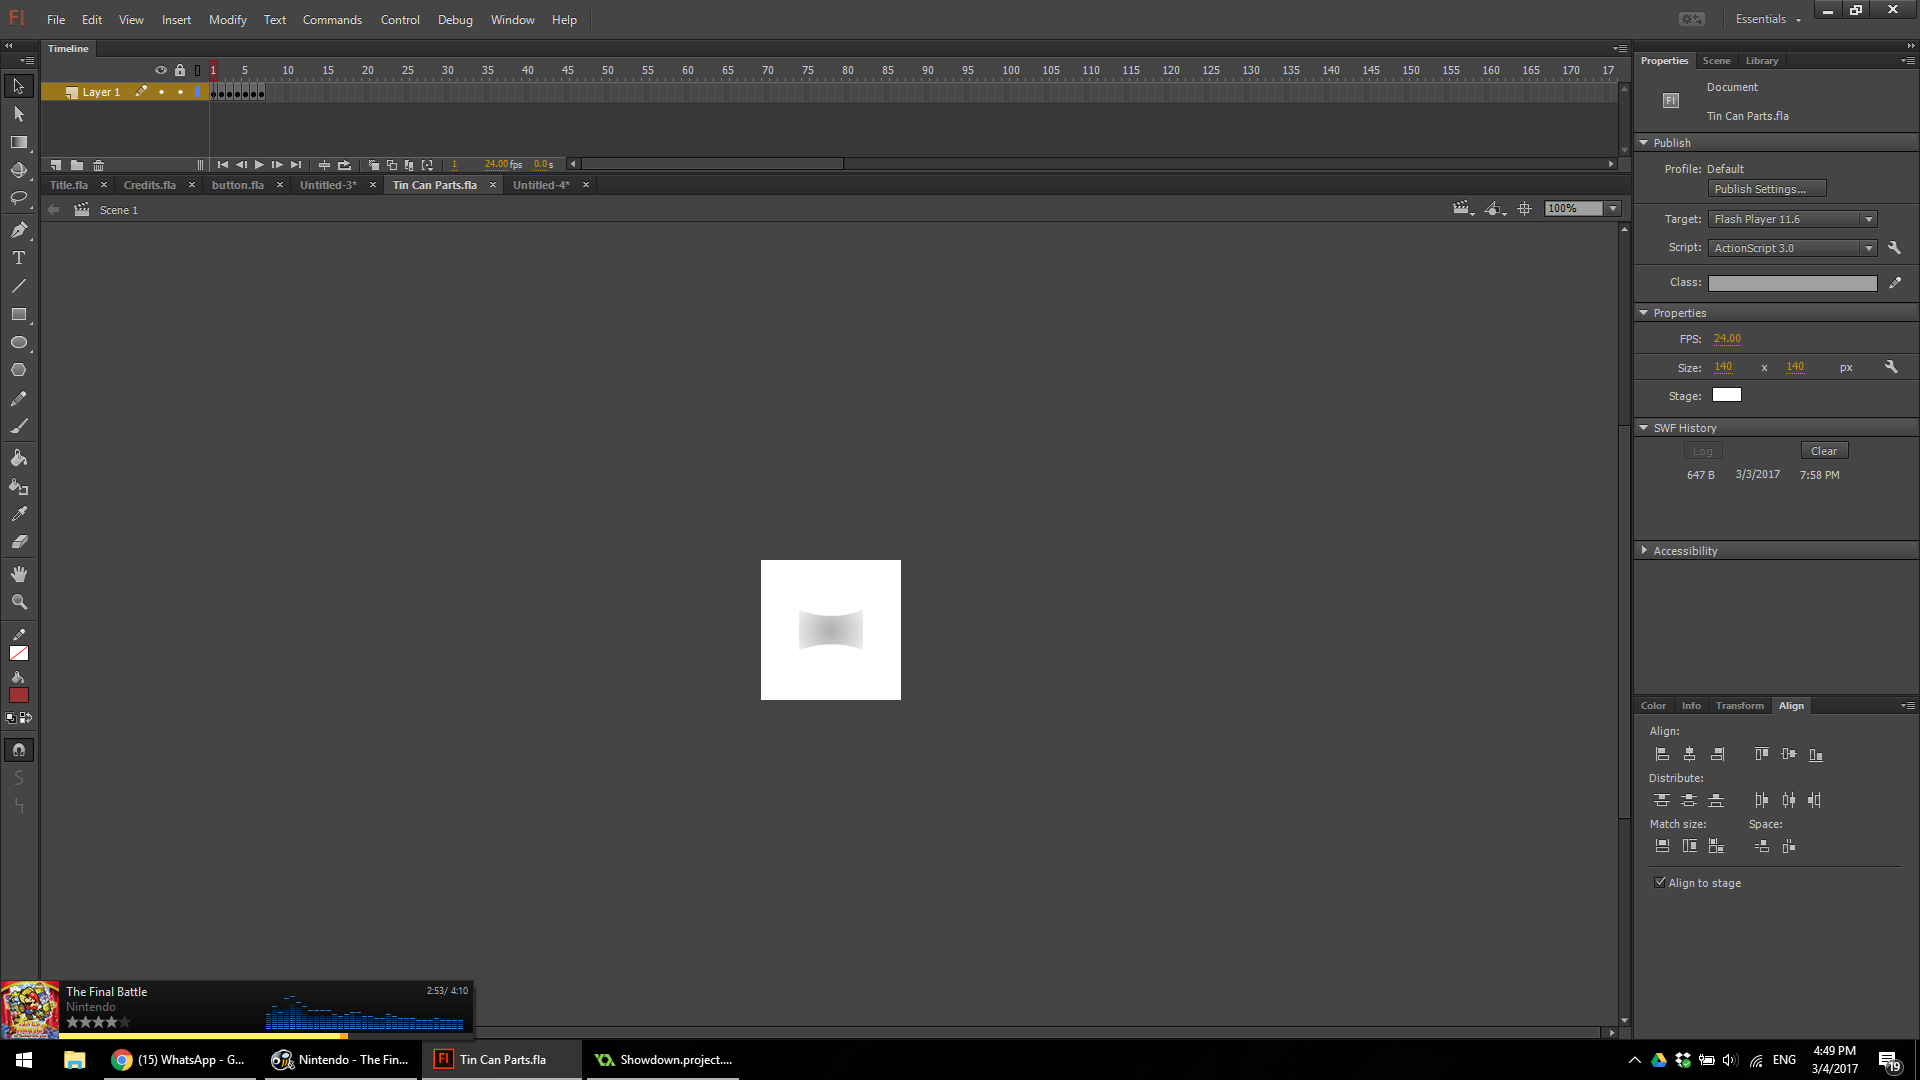 Fl File Edit View Insert Modify Text Commands Control Debug Window Help Essentials
Timeline
1 5 10 15 20 25 30 35 40 45 50 55 60 65 70 75 80 85 90 95 100 105 110 115 120 125 130 135 140 145 150 155 160 165 170 17
Layer 1
1 24.00 fps 0.0 s
Title.fla Credits.fla button.fla Untitled-3* Tin Can Parts.fla Untitled-4*
Scene 1
100%
Properties Scene Library
Fl
Document
Tin Can Parts.fla
Publish
Profile: Default
Publish Settings...
Target: Flash Player 11.6
Script: ActionScript 3.0
Class:
Properties
FPS: 24.00
Size: 140 x 140 px
Stage:
SWF History
Log Clear
647 B 3/3/2017 7:58 PM
Accessibility
Color Info Transform Align
Align:
Distribute:
Match size: Space:
Align to stage
The Final Battle 2:53/ 4:10
Nintendo
(15) WhatsApp - G...
Nintendo - The Fin...
Fl Tin Can Parts.fla
Showdown.project....
ENG
4:49 PM
3/4/2017
19